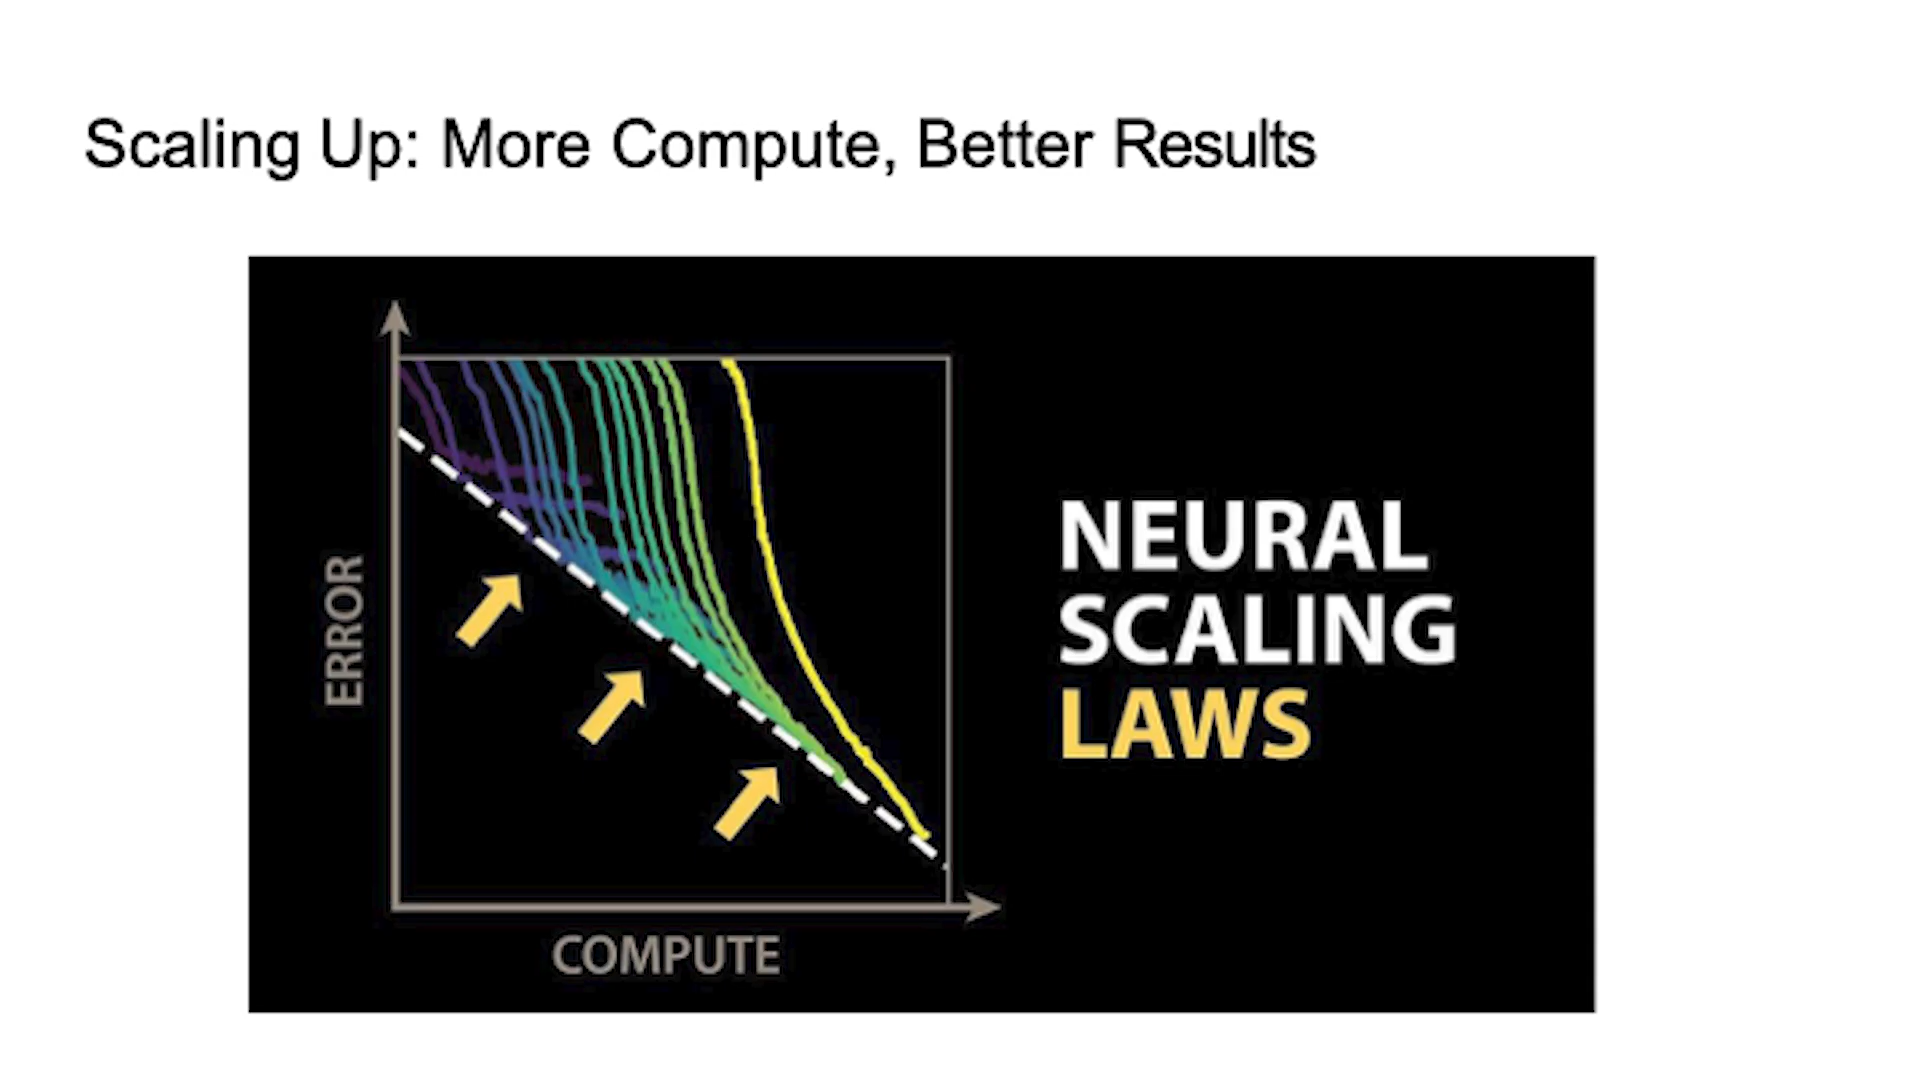 Scaling Up: More Compute, Better Results
ERROR
COMPUTE
NEURAL
SCALING
LAWS